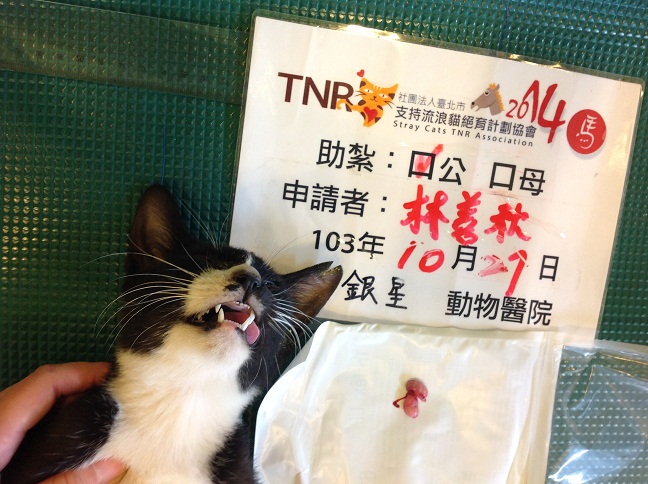 TNR 社團法人臺北市 2014 馬
支持流浪貓絕育計劃協會
Stray Cats TNR Association
助紮：口公 口母
申請者：林善秋
103年 10月 29日
銀星 動物醫院